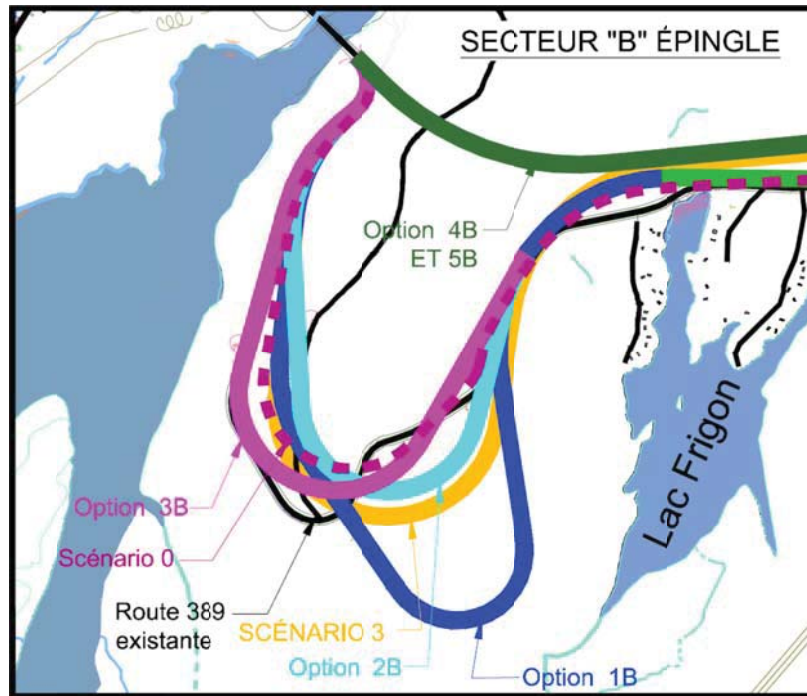 SECTEUR "B" ÉPINGLE
Option 4B
ET 5B
Lac Frigon
Option 3B
Scénario 0
Route 389
existante
SCÉNARIO 3
Option 2B
Option 1B